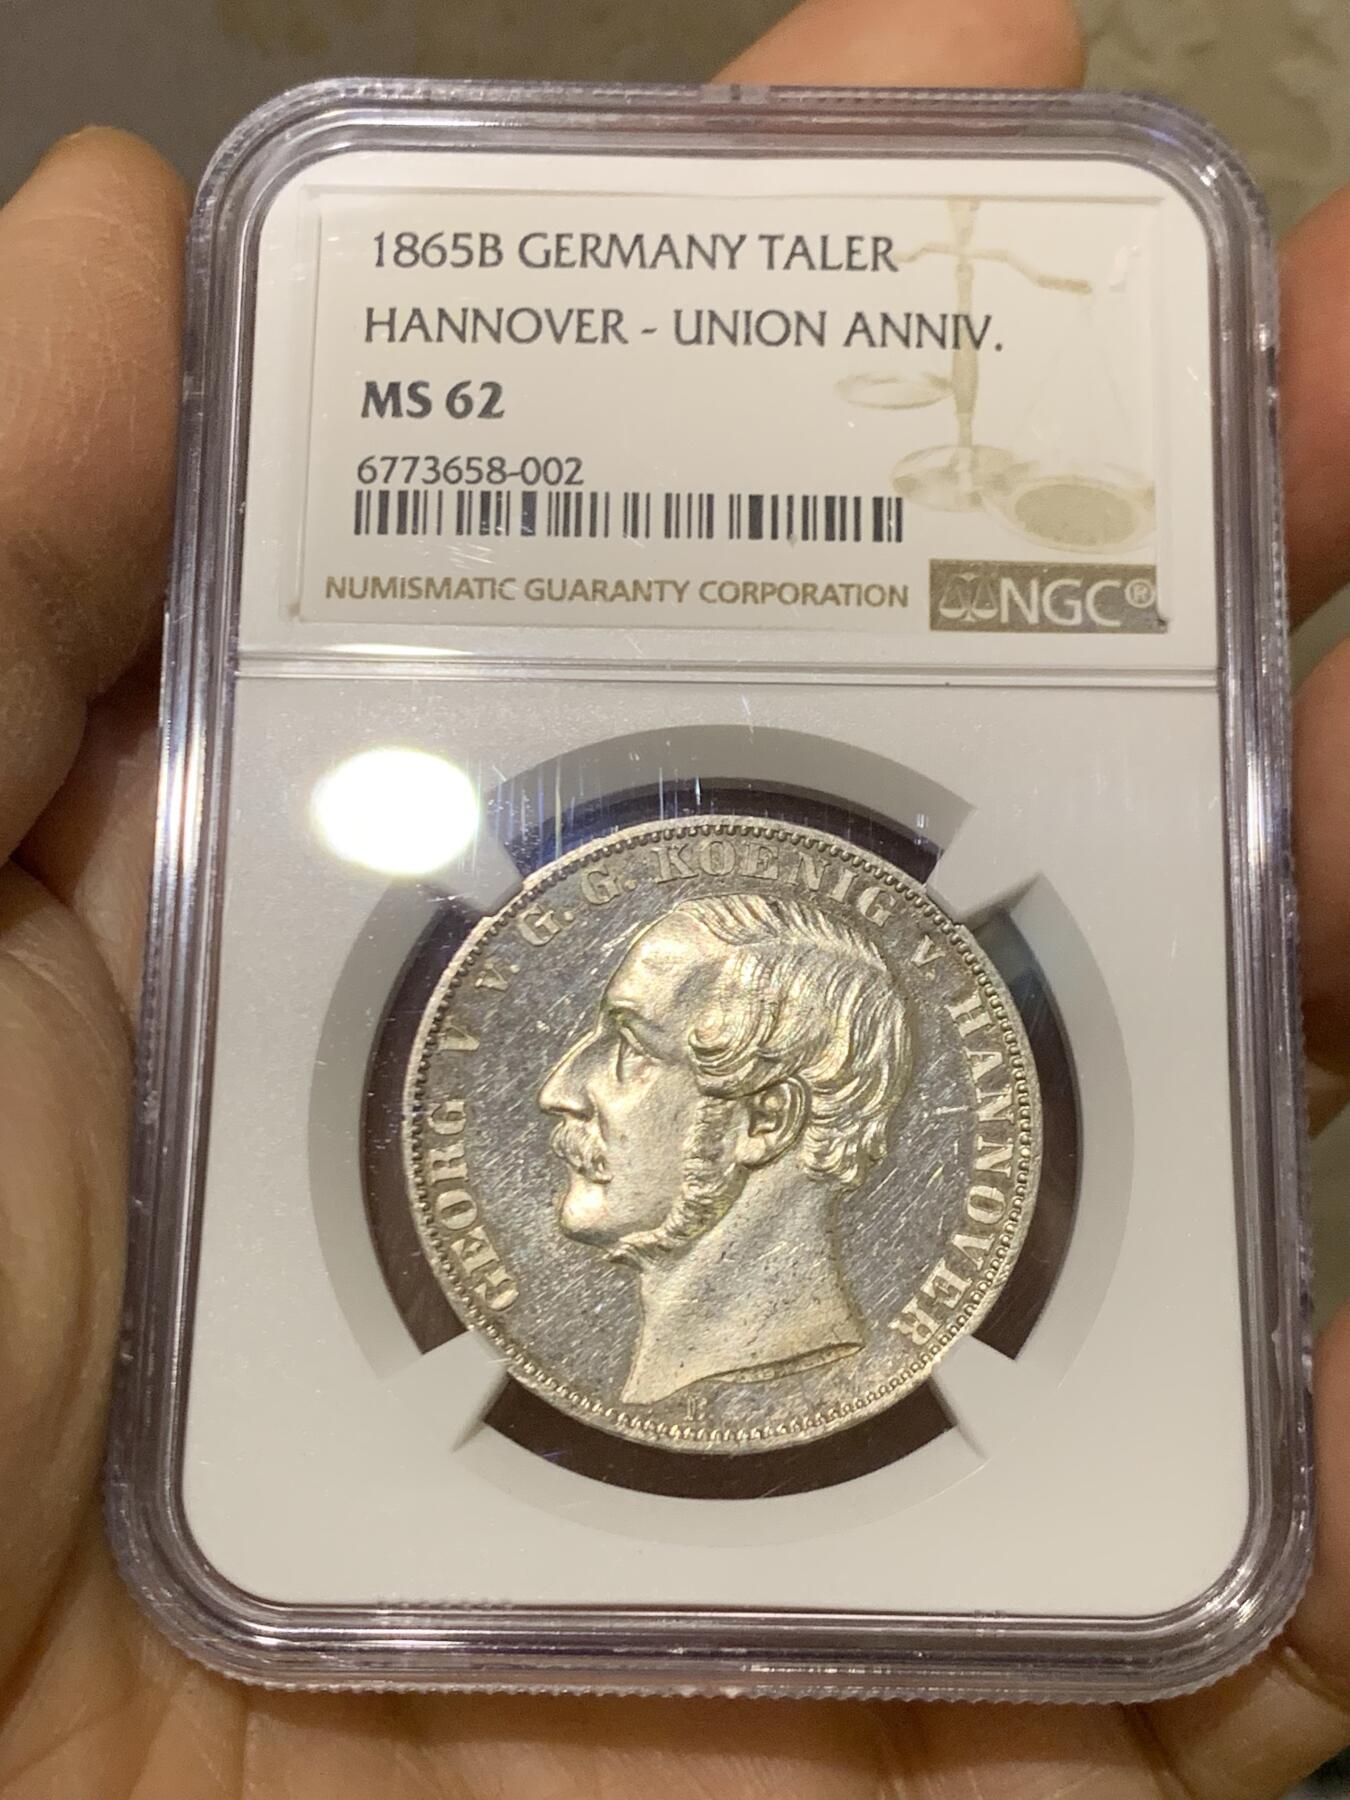 1865B GERMANY TALER
HANNOVER - UNION ANNIV.
MS 62
6773658-002
NUMISMATIC GUARANTY CORPORATION
NGC®
GEORG V v. G. G. KOENIG v. HANNOVER
B